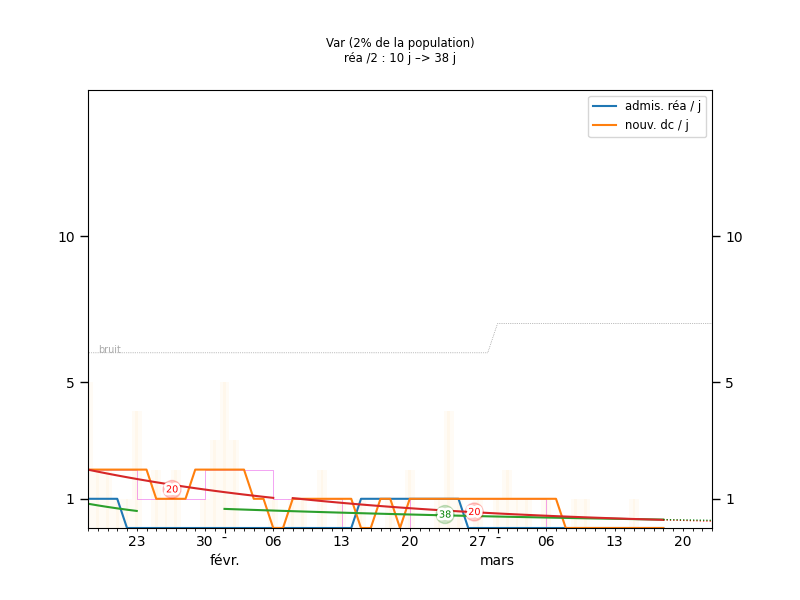 Var (2% de la population)
réa /2 : 10 j –> 38 j
admis. réa / j
nouv. dc / j
10 10
bruit
5 5
20
38 20
1 1
23 30 - 06 13 20 27 - 06 13 20
févr. mars